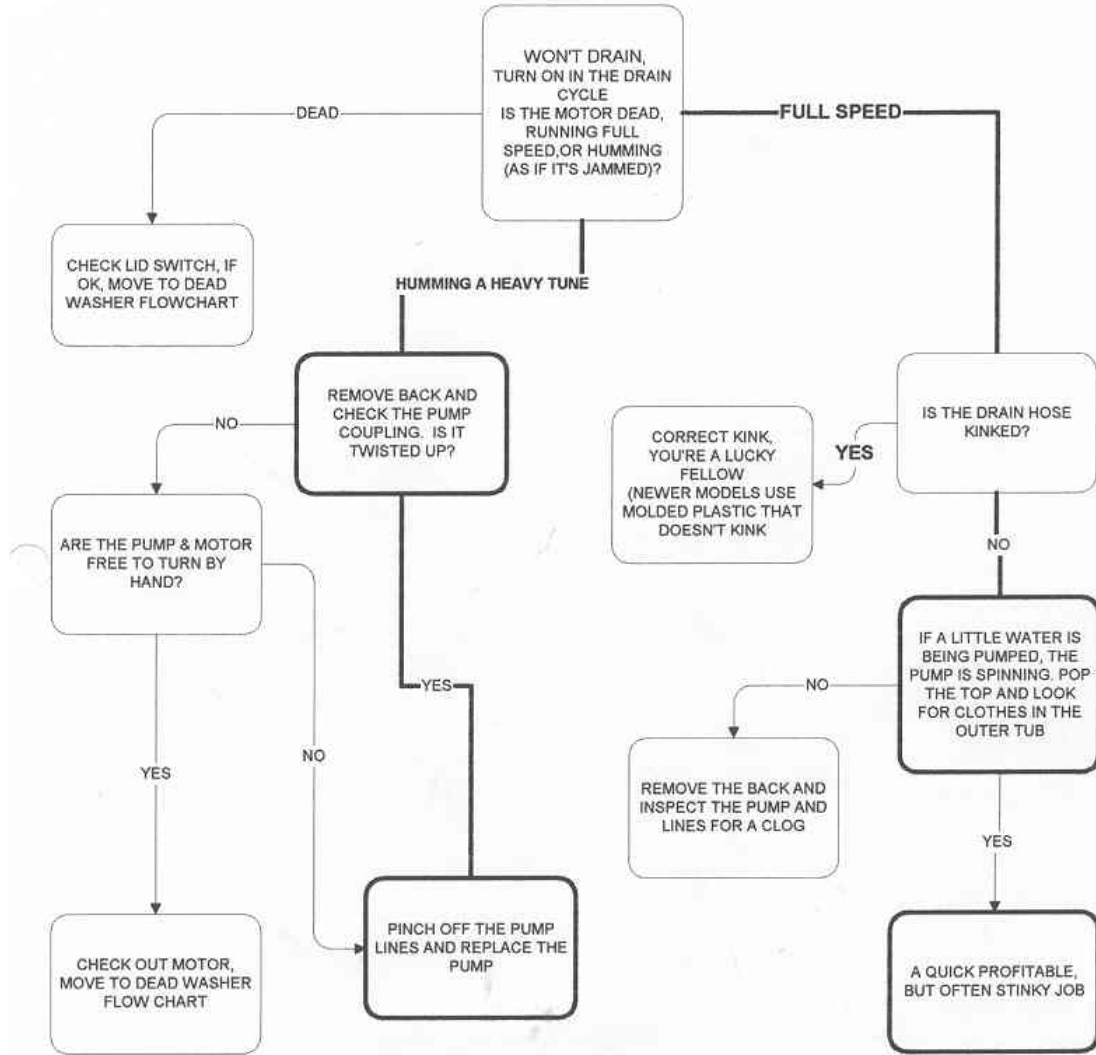 WON'T DRAIN,
TURN ON IN THE DRAIN
CYCLE
IS THE MOTOR DEAD,
RUNNING FULL
SPEED,OR HUMMING
(AS IF IT'S JAMMED)?
DEAD
FULL SPEED
CHECK LID SWITCH, IF
OK, MOVE TO DEAD
WASHER FLOWCHART
HUMMING A HEAVY TUNE
REMOVE BACK AND
CHECK THE PUMP
COUPLING. IS IT
TWISTED UP?
NO
IS THE DRAIN HOSE
KINKED?
YES
CORRECT KINK,
YOU'RE A LUCKY
FELLOW
(NEWER MODELS USE
MOLDED PLASTIC THAT
DOESN'T KINK
ARE THE PUMP & MOTOR
FREE TO TURN BY
HAND?
NO
IF A LITTLE WATER IS
BEING PUMPED, THE
PUMP IS SPINNING. POP
THE TOP AND LOOK
FOR CLOTHES IN THE
OUTER TUB
YES
NO
NO
YES
REMOVE THE BACK AND
INSPECT THE PUMP AND
LINES FOR A CLOG
YES
PINCH OFF THE PUMP
LINES AND REPLACE THE
PUMP
CHECK OUT MOTOR,
MOVE TO DEAD WASHER
FLOW CHART
A QUICK PROFITABLE,
BUT OFTEN STINKY JOB